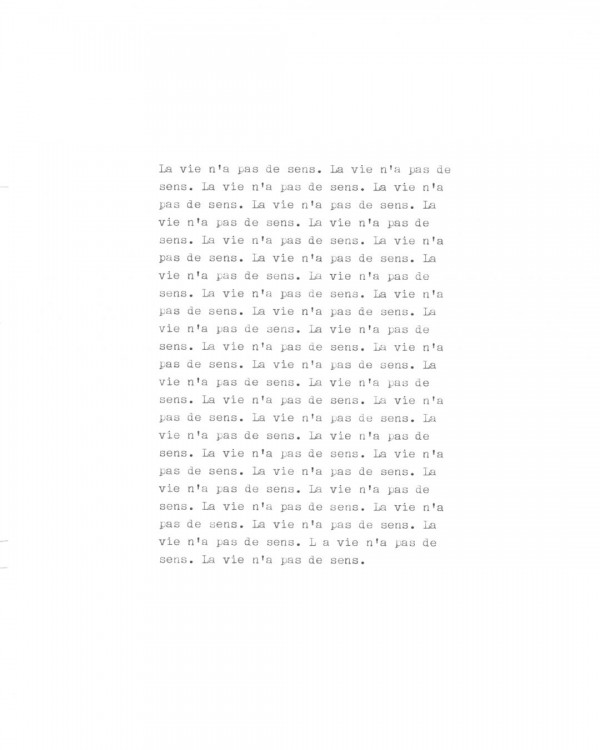 La vie n'a pas de sens. La vie n'a pas de
sens. La vie n'a pas de sens. La vie n'a
pas de sens. La vie n'a pas de sens. La
vie n'a pas de sens. La vie n'a pas de
sens. La vie n'a pas de sens. La vie n'a
pas de sens. La vie n'a pas de sens. La
vie n'a pas de sens. La vie n'a pas de
sens. La vie n'a pas de sens. La vie n'a
pas de sens. La vie n'a pas de sens. La
vie n'a pas de sens. La vie n'a pas de
sens. La vie n'a pas de sens. La vie n'a
pas de sens. La vie n'a pas de sens. La
vie n'a pas de sens. La vie n'a pas de
sens. La vie n'a pas de sens. La vie n'a
pas de sens. La vie n'a pas de sens. La
vie n'a pas de sens. La vie n'a pas de
sens. La vie n'a pas de sens. La vie n'a
pas de sens. La vie n'a pas de sens. La
vie n'a pas de sens. La vie n'a pas de
sens. La vie n'a pas de sens. La vie n'a
pas de sens. La vie n'a pas de sens. La
vie n'a pas de sens. L a vie n'a pas de
sens. La vie n'a pas de sens.